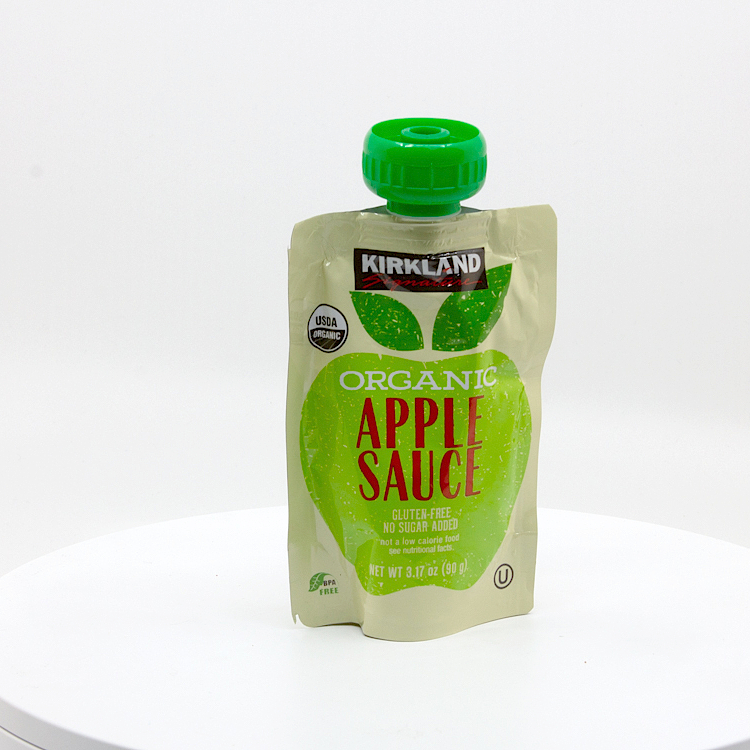 KIRKLAND
Signature
USDA
ORGANIC
ORGANIC
APPLE
SAUCE
GLUTEN-FREE
NO SUGAR ADDED
not a low calorie food
see nutritional facts.
NET WT 3.17 oz (90 g)
BPA
FREE
U